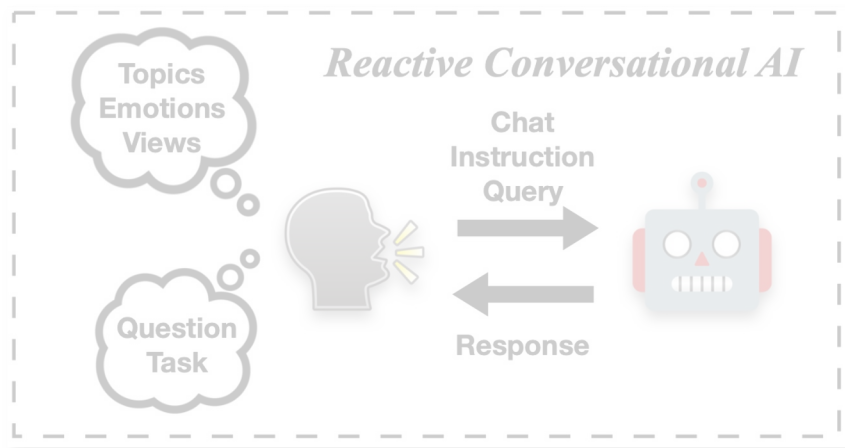 Reactive Conversational AI
Topics
Emotions
Views
Chat
Instruction
Query
Question
Task
Response